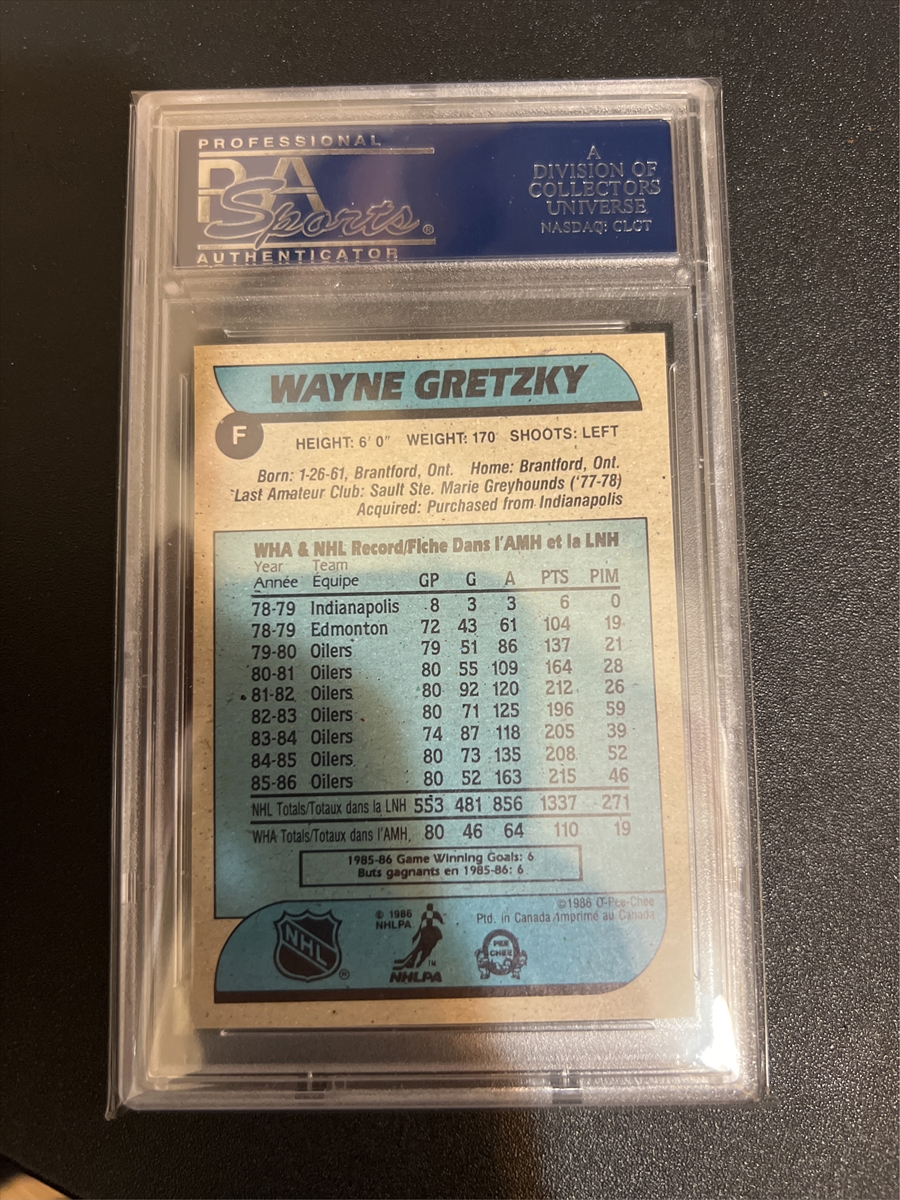 PROFESSIONAL
PSA
Sports®
AUTHENTICATOR
A
DIVISION OF
COLLECTORS
UNIVERSE
NASDAQ: CLCT
WAYNE GRETZKY
F
HEIGHT: 6' 0" WEIGHT: 170 SHOOTS: LEFT
Born: 1-26-61, Brantford, Ont. Home: Brantford, Ont.
Last Amateur Club: Sault Ste. Marie Greyhounds ('77-78)
Acquired: Purchased from Indianapolis
WHA & NHL Record/Fiche Dans l'AMH et la LNH
Year Team
Année Équipe GP G A PTS PIM
78-79 Indianapolis 8 3 3 6 0
78-79 Edmonton 72 43 61 104 19
79-80 Oilers 79 51 86 137 21
80-81 Oilers 80 55 109 164 28
81-82 Oilers 80 92 120 212 26
82-83 Oilers 80 71 125 196 59
83-84 Oilers 74 87 118 205 39
84-85 Oilers 80 73 135 208 52
85-86 Oilers 80 52 163 215 46
NHL Totals/Totaux dans la LNH 553 481 856 1337 271
WHA Totals/Totaux dans l'AMH, 80 46 64 110 19
1985-86 Game Winning Goals: 6
Buts gagnants en 1985-86: 6
© 1986 O-Pee-Chee
Ptd. in Canada Imprimé au Canada
© 1986
NHLPA
NHL ®
TM
NHLPA
PEE
CHEE